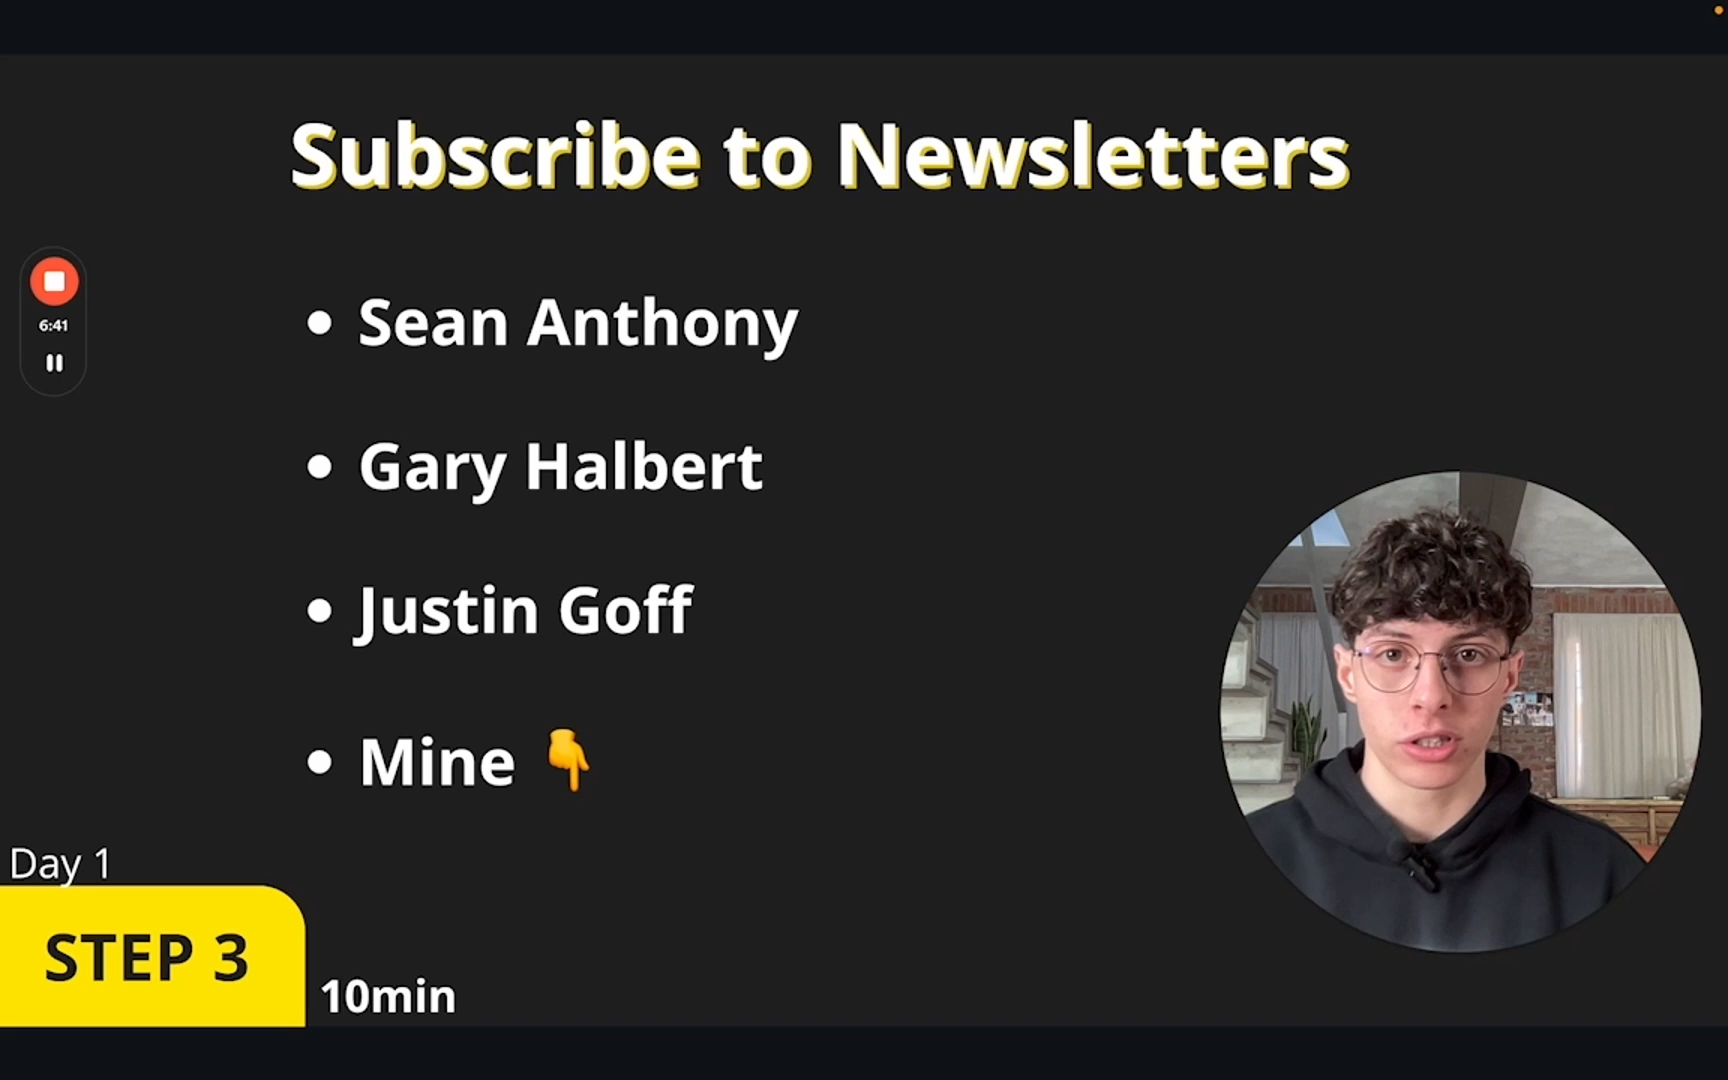 Subscribe to Newsletters
6:41
• Sean Anthony
• Gary Halbert
• Justin Goff
• Mine 👇
Day 1
STEP 3
10min